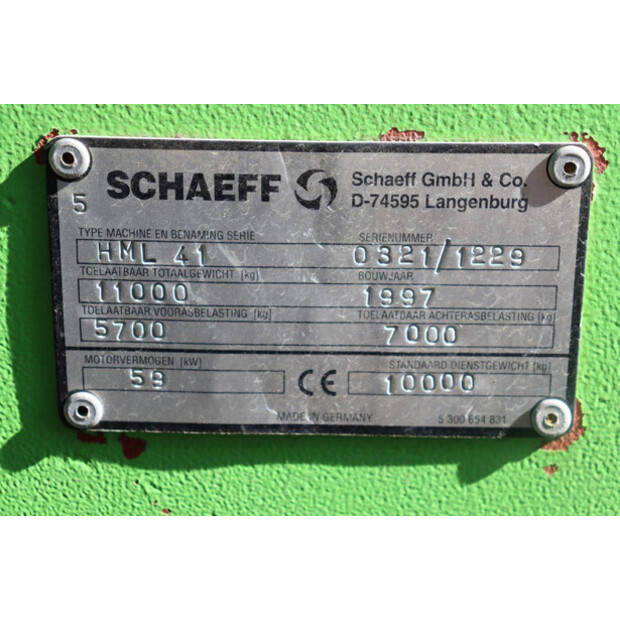 SCHAEFF
Schaeff GmbH & Co.
D-74595 Langenburg
5
TYPE MACHINE EN BENAMING SERIE
SERIENUMMER
HML 41
0321/1229
TOELAATBAAR TOTAALGEWICHT (kg)
BOUWJAAR
11000
1997
TOELAATBAAR VOORASBELASTING (kg)
TOELAATBAAR ACHTERASBELASTING (kg)
5700
7000
MOTORVERMOGEN (kW)
STANDAARD DIENSTGEWICHT (kg)
59
CE
10000
MADE IN GERMANY
5 300 654 831